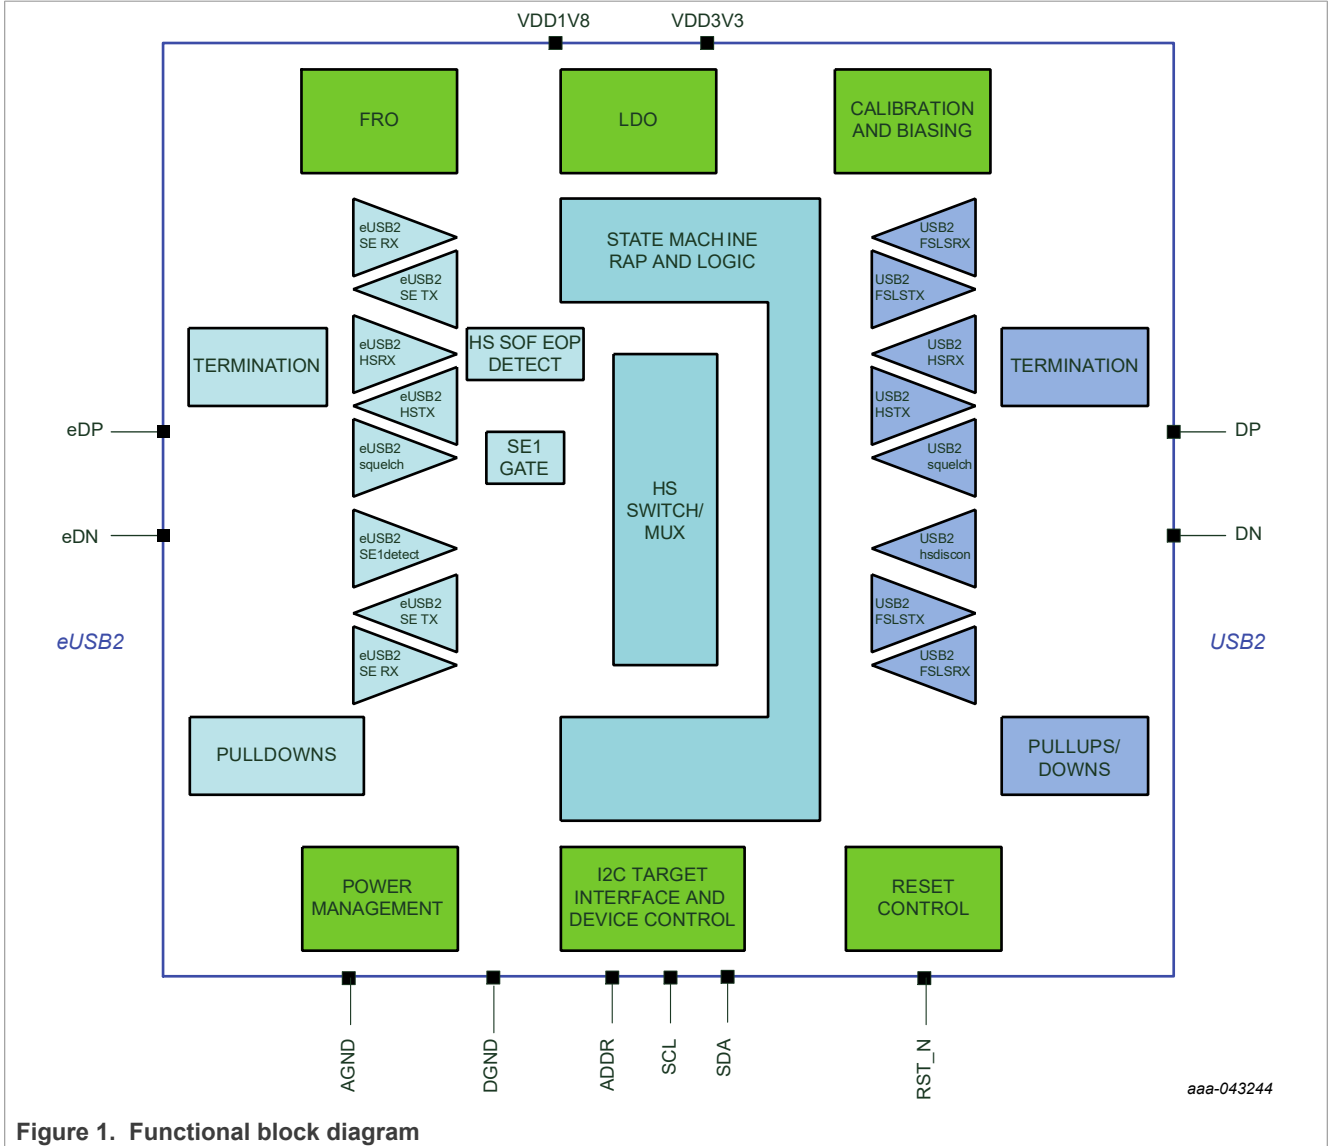 VDD1V8
VDD3V3
FRO
LDO
CALIBRATION
AND BIASING
eUSB2
SE RX
eUSB2
SE TX
eUSB2
HSRX
eUSB2
HSTX
eUSB2
squelch
eUSB2
SE1detect
eUSB2
SE TX
eUSB2
SE RX
TERMINATION
HS SOF EOP
DETECT
SE1
GATE
STATE MACHINE
RAP AND LOGIC
HS
SWITCH/
MUX
USB2
FSLSRX
USB2
FSLSTX
USB2
HSRX
USB2
HSTX
USB2
squelch
USB2
hsdiscon
USB2
FSLSTX
USB2
FSLSRX
TERMINATION
eDP
eDN
eUSB2
DP
DN
USB2
PULLDOWNS
PULLUPS/
DOWNS
POWER
MANAGEMENT
I2C TARGET
INTERFACE AND
DEVICE CONTROL
RESET
CONTROL
AGND
DGND
ADDR
SCL
SDA
RST_N
aaa-043244
Figure 1. Functional block diagram